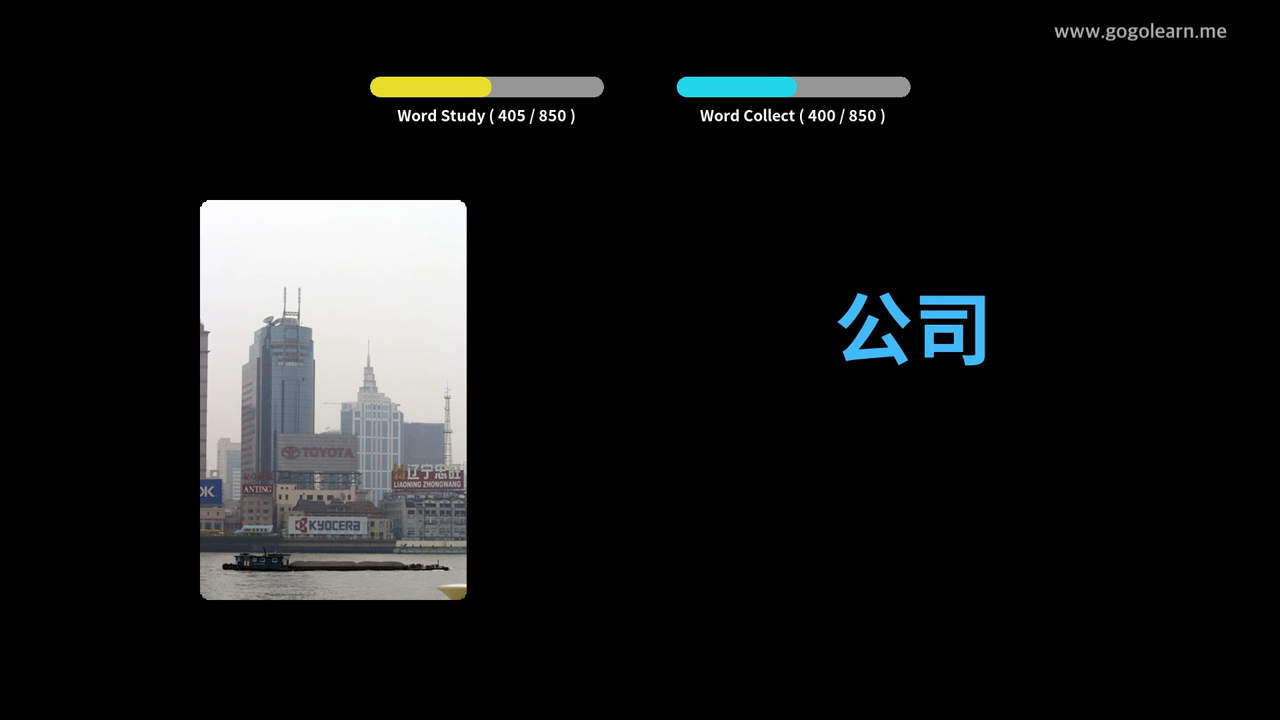 www.gogolearn.me
Word Study ( 405 / 850 )
Word Collect ( 400 / 850 )
公司
TOYOTA
辽宁忠旺
LIAONING ZHONGWANG
OK
ANTING
KYOCERA